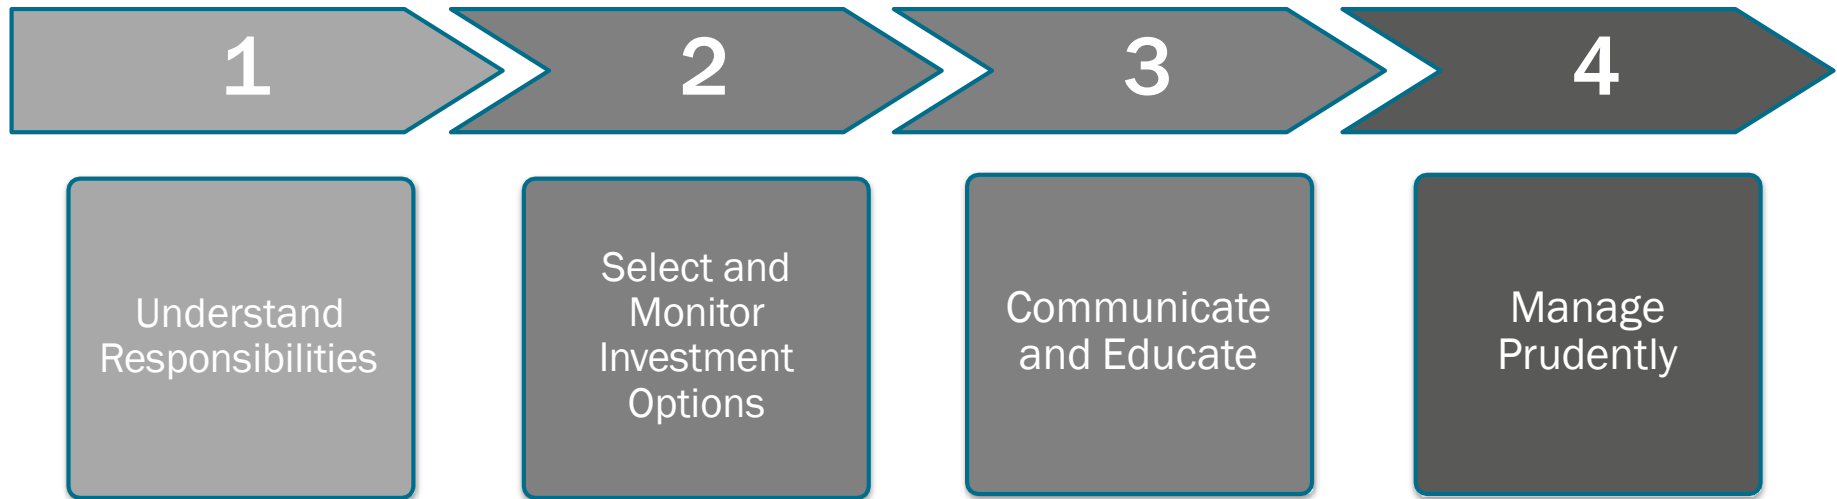 1
2
3
4
Understand
Responsibilities
Select and
Monitor
Investment
Options
Communicate
and Educate
Manage
Prudently